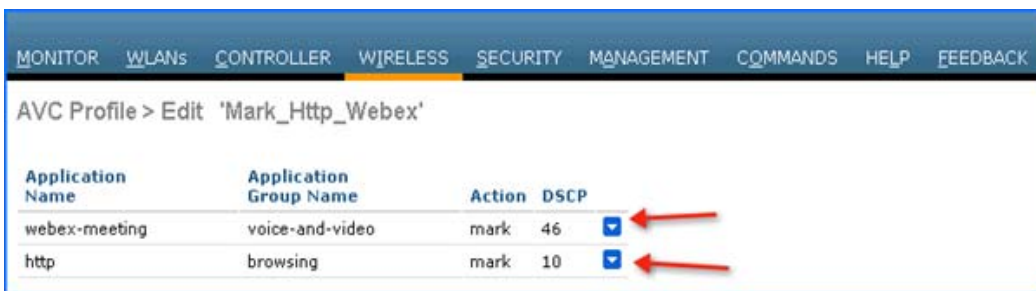 MONITOR WLANs CONTROLLER WIRELESS SECURITY MANAGEMENT COMMANDS HELP FEEDBACK
AVC Profile > Edit 'Mark_Http_Webex'
Application Name Application Group Name Action DSCP
webex-meeting voice-and-video mark 46
http browsing mark 10